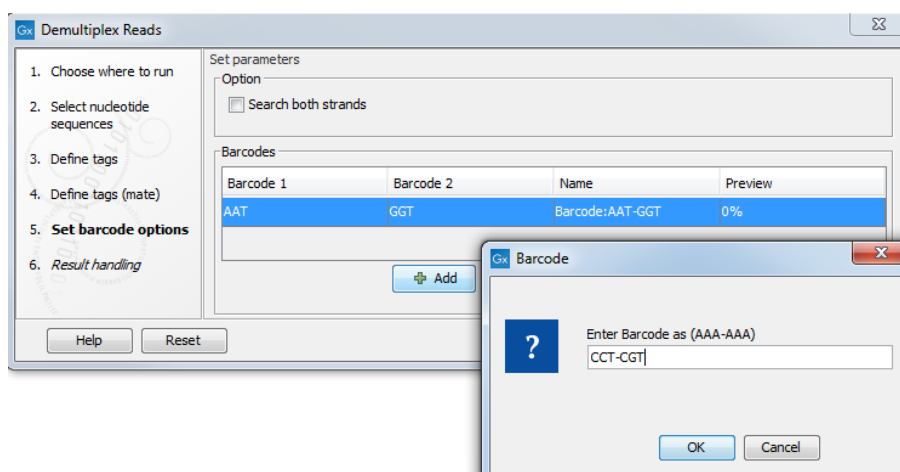 Gx Demultiplex Reads
1. Choose where to run
2. Select nucleotide
sequences
3. Define tags
4. Define tags (mate)
5. Set barcode options
6. Result handling
Set parameters
Option
Search both strands
Barcodes
Barcode 1 Barcode 2 Name Preview
AAT GGT Barcode:AAT-GGT 0%
Add
Help Reset
Gx Barcode
?
Enter Barcode as (AAA-AAA)
CCT-CGT
OK Cancel